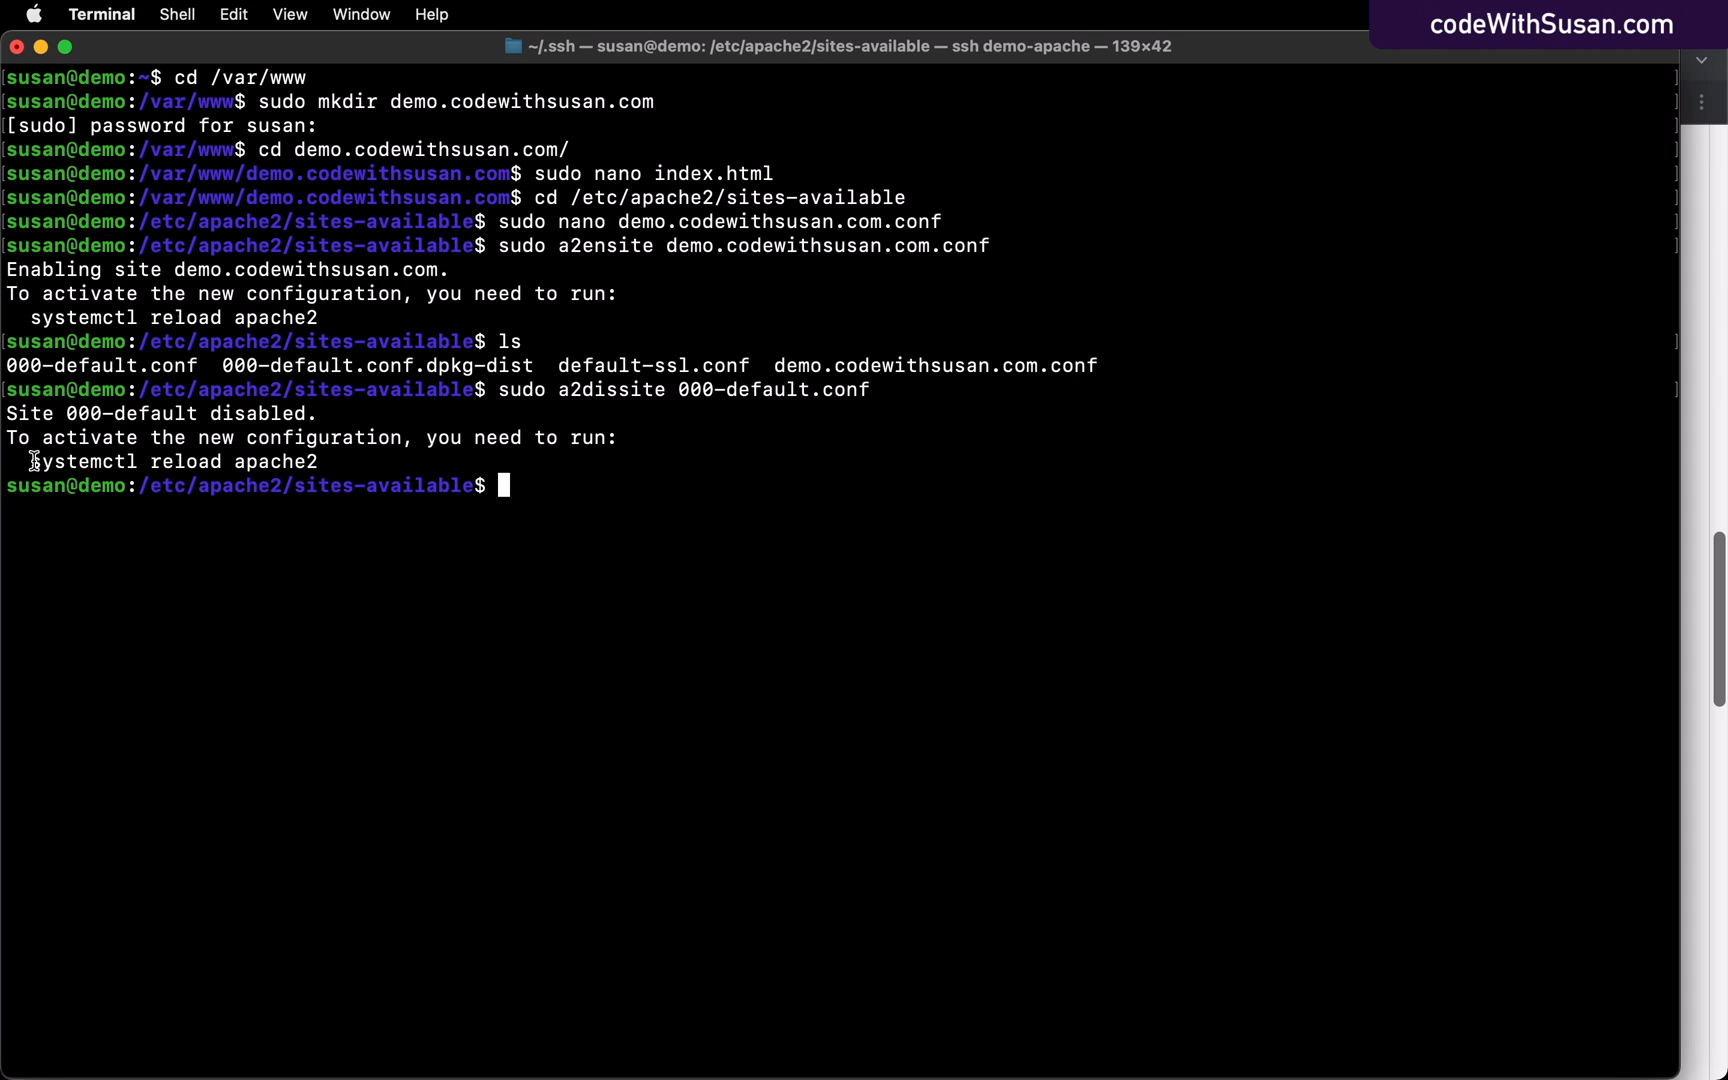 Terminal Shell Edit View Window Help
codeWithSusan.com
~/.ssh — susan@demo: /etc/apache2/sites-available — ssh demo-apache — 139×42
[susan@demo:~$ cd /var/www ]
[susan@demo:/var/www$ sudo mkdir demo.codewithsusan.com ]
[[sudo] password for susan: ]
[susan@demo:/var/www$ cd demo.codewithsusan.com/ ]
[susan@demo:/var/www/demo.codewithsusan.com$ sudo nano index.html ]
[susan@demo:/var/www/demo.codewithsusan.com$ cd /etc/apache2/sites-available ]
[susan@demo:/etc/apache2/sites-available$ sudo nano demo.codewithsusan.com.conf ]
[susan@demo:/etc/apache2/sites-available$ sudo a2ensite demo.codewithsusan.com.conf ]
Enabling site demo.codewithsusan.com.
To activate the new configuration, you need to run:
systemctl reload apache2
[susan@demo:/etc/apache2/sites-available$ ls ]
000-default.conf 000-default.conf.dpkg-dist default-ssl.conf demo.codewithsusan.com.conf
[susan@demo:/etc/apache2/sites-available$ sudo a2dissite 000-default.conf ]
Site 000-default disabled.
To activate the new configuration, you need to run:
systemctl reload apache2
susan@demo:/etc/apache2/sites-available$